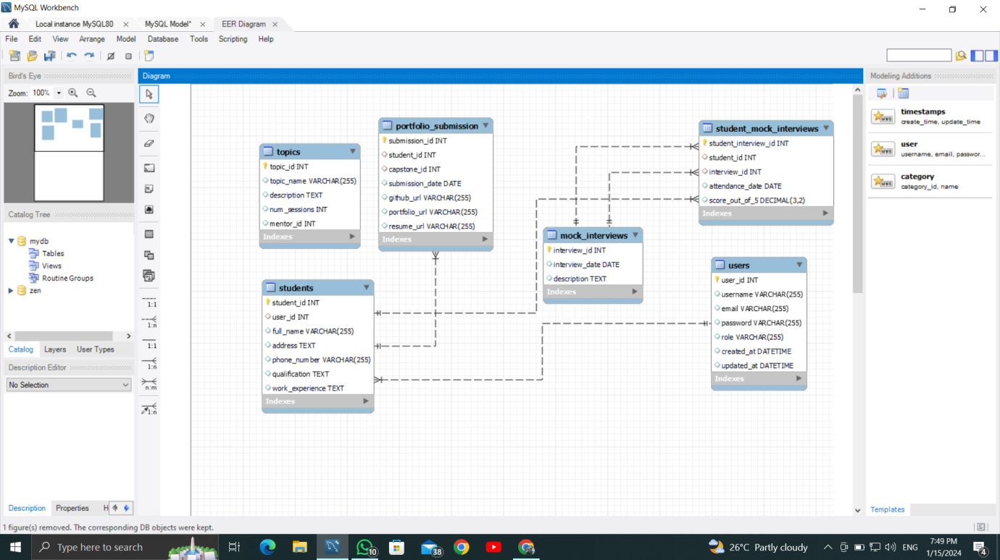 MySQL Workbench
Local instance MySQL80
MySQL Model*
EER Diagram
File Edit View Arrange Model Database Tools Scripting Help
Bird's Eye
Zoom: 100%
Catalog Tree
mydb
Tables
Views
Routine Groups
zen
Catalog Layers User Types
Description Editor
No Selection
Description Properties H
1:1
1:n
1:1
1:n
n:m
1:n
Diagram
topics
topic_id INT
topic_name VARCHAR(255)
description TEXT
num_sessions INT
mentor_id INT
Indexes
portfolio_submission
submission_id INT
student_id INT
capstone_id INT
submission_date DATE
github_url VARCHAR(255)
portfolio_url VARCHAR(255)
resume_url VARCHAR(255)
Indexes
students
student_id INT
user_id INT
full_name VARCHAR(255)
address TEXT
phone_number VARCHAR(255)
qualification TEXT
work_experience TEXT
Indexes
mock_interviews
interview_id INT
interview_date DATE
description TEXT
Indexes
student_mock_interviews
student_interview_id INT
student_id INT
interview_id INT
attendance_date DATE
score_out_of_5 DECIMAL(3,2)
Indexes
users
user_id INT
username VARCHAR(255)
email VARCHAR(255)
password VARCHAR(255)
role VARCHAR(255)
created_at DATETIME
updated_at DATETIME
Indexes
Modeling Additions
MWB
timestamps
create_time, update_time
MWB
user
username, email, passwor...
MWB
category
category_id, name
Templates
1 figure(s) removed. The corresponding DB objects were kept.
Type here to search
10
38
26°C Partly cloudy
ENG
7:49 PM
1/15/2024
4